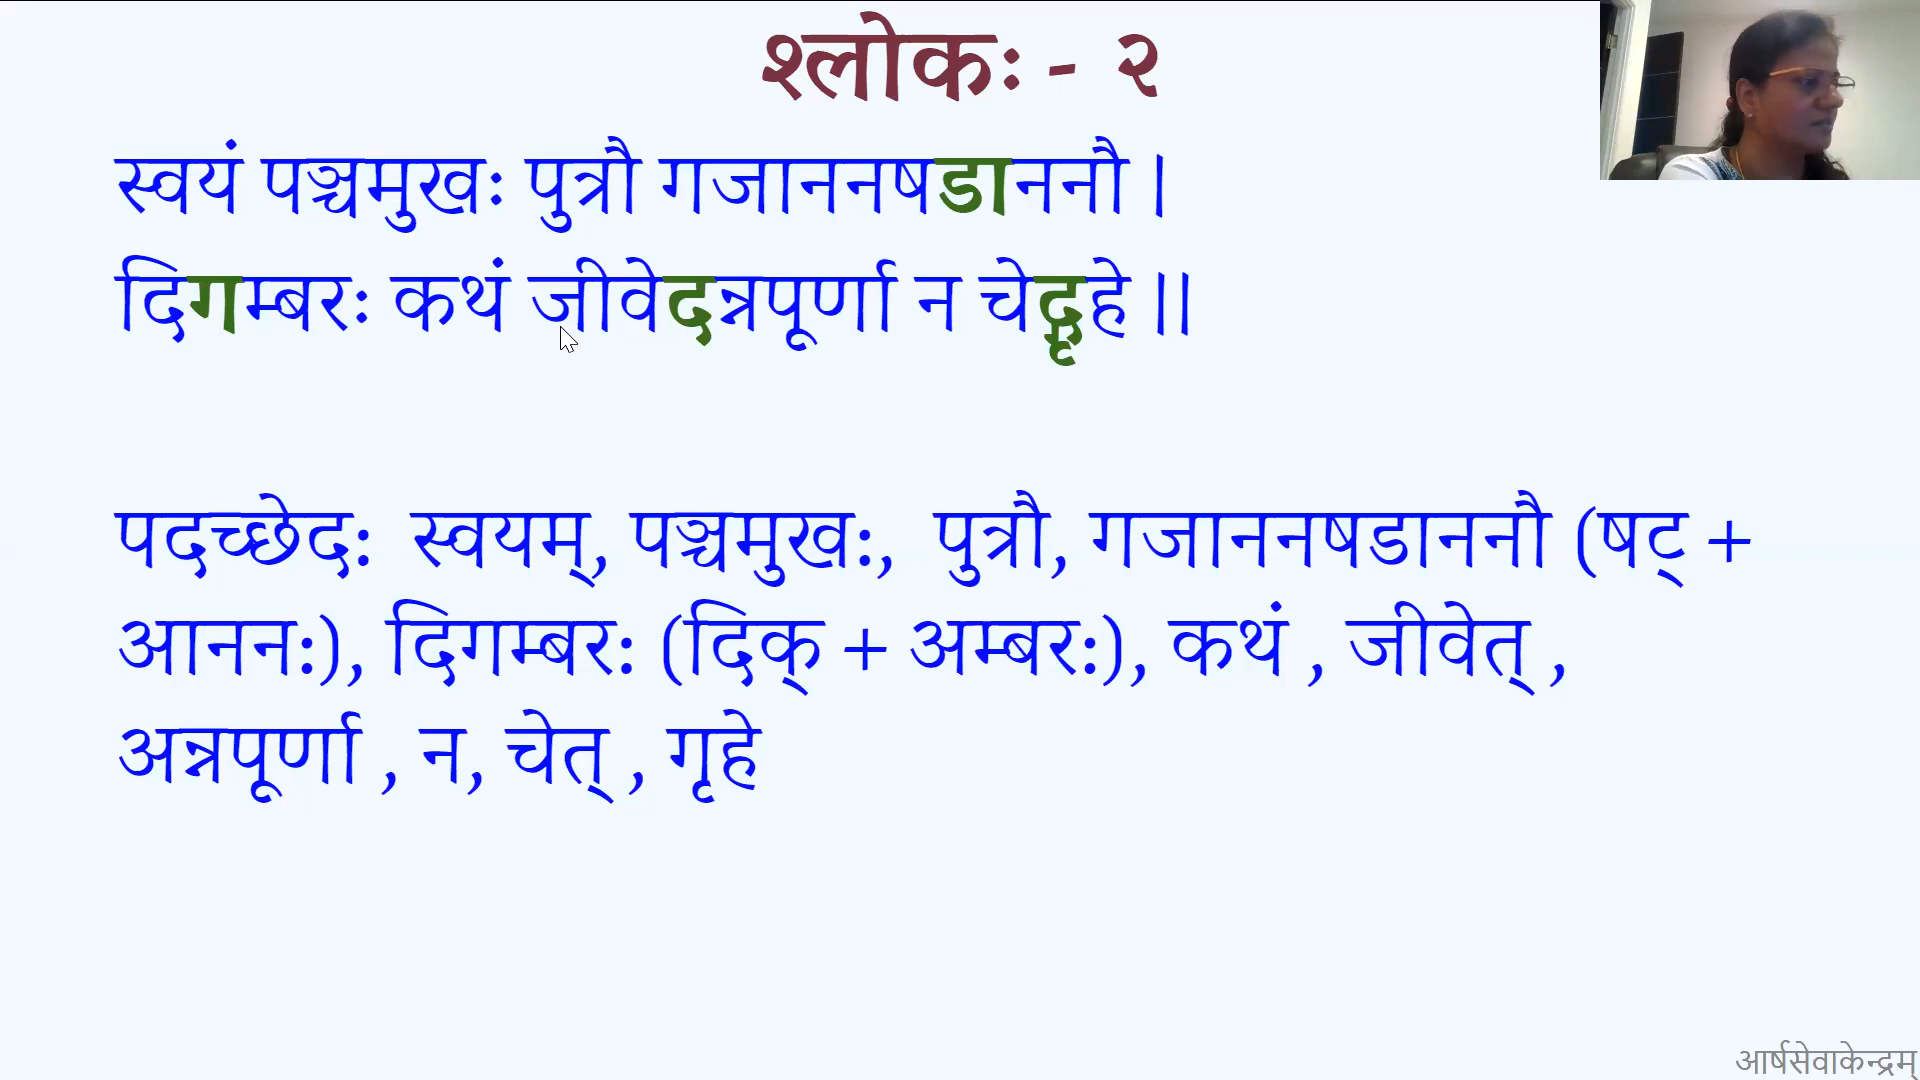 श्लोकः - २
स्वयं पञ्चमुखः पुत्रौ गजाननषडाननौ |
दिगम्बरः कथं जीवेदन्नपूर्णा न चेद्गृहे ||
पदच्छेदः स्वयम्, पञ्चमुखः, पुत्रौ, गजाननषडाननौ (षट् +
आननः), दिगम्बरः (दिक् + अम्बरः), कथं , जीवेत् ,
अन्नपूर्णा , न, चेत् , गृहे
आर्षसेवाकेन्द्रम्